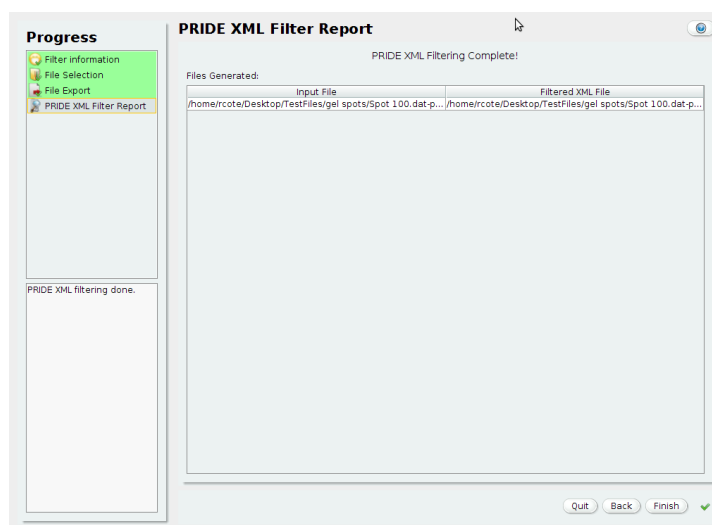 Progress
Filter information
File Selection
File Export
PRIDE XML Filter Report
PRIDE XML filtering done.
PRIDE XML Filter Report
PRIDE XML Filtering Complete!
Files Generated:
Input File Filtered XML File
/home/rcote/Desktop/TestFiles/gel spots/Spot 100.dat-p... /home/rcote/Desktop/TestFiles/gel spots/Spot 100.dat-p...
Quit Back Finish